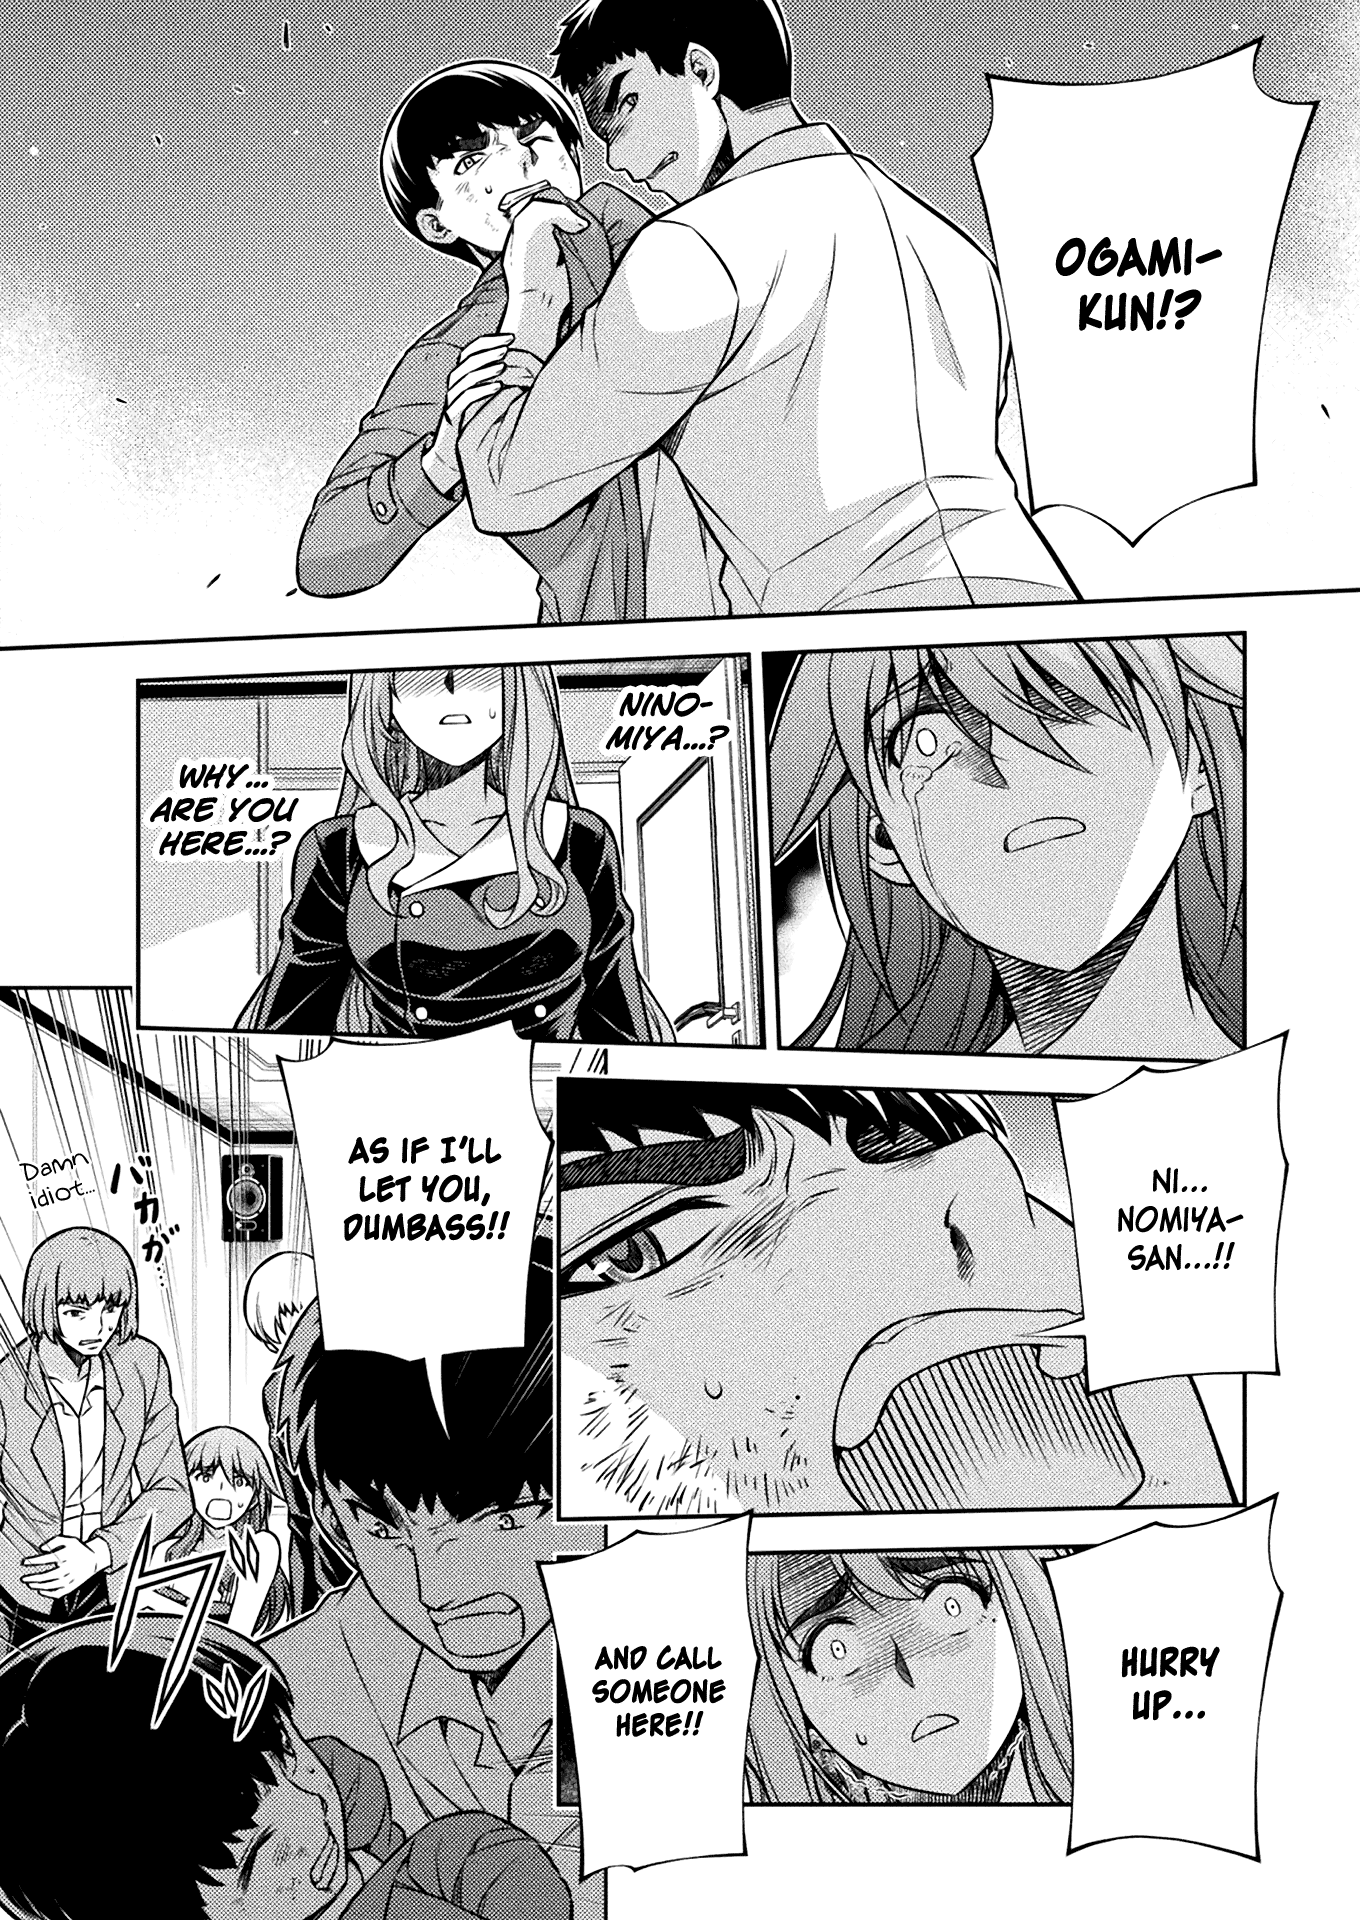 OGAMI-
KUN!?
NINO-
MIYA...?
WHY...
ARE YOU
HERE...?
NI...
NOMIYA-
SAN...!!
AS IF I'LL
LET YOU,
DUMBASS!!
Damn
idiot...
バカが…
HURRY
UP...
AND CALL
SOMEONE
HERE!!